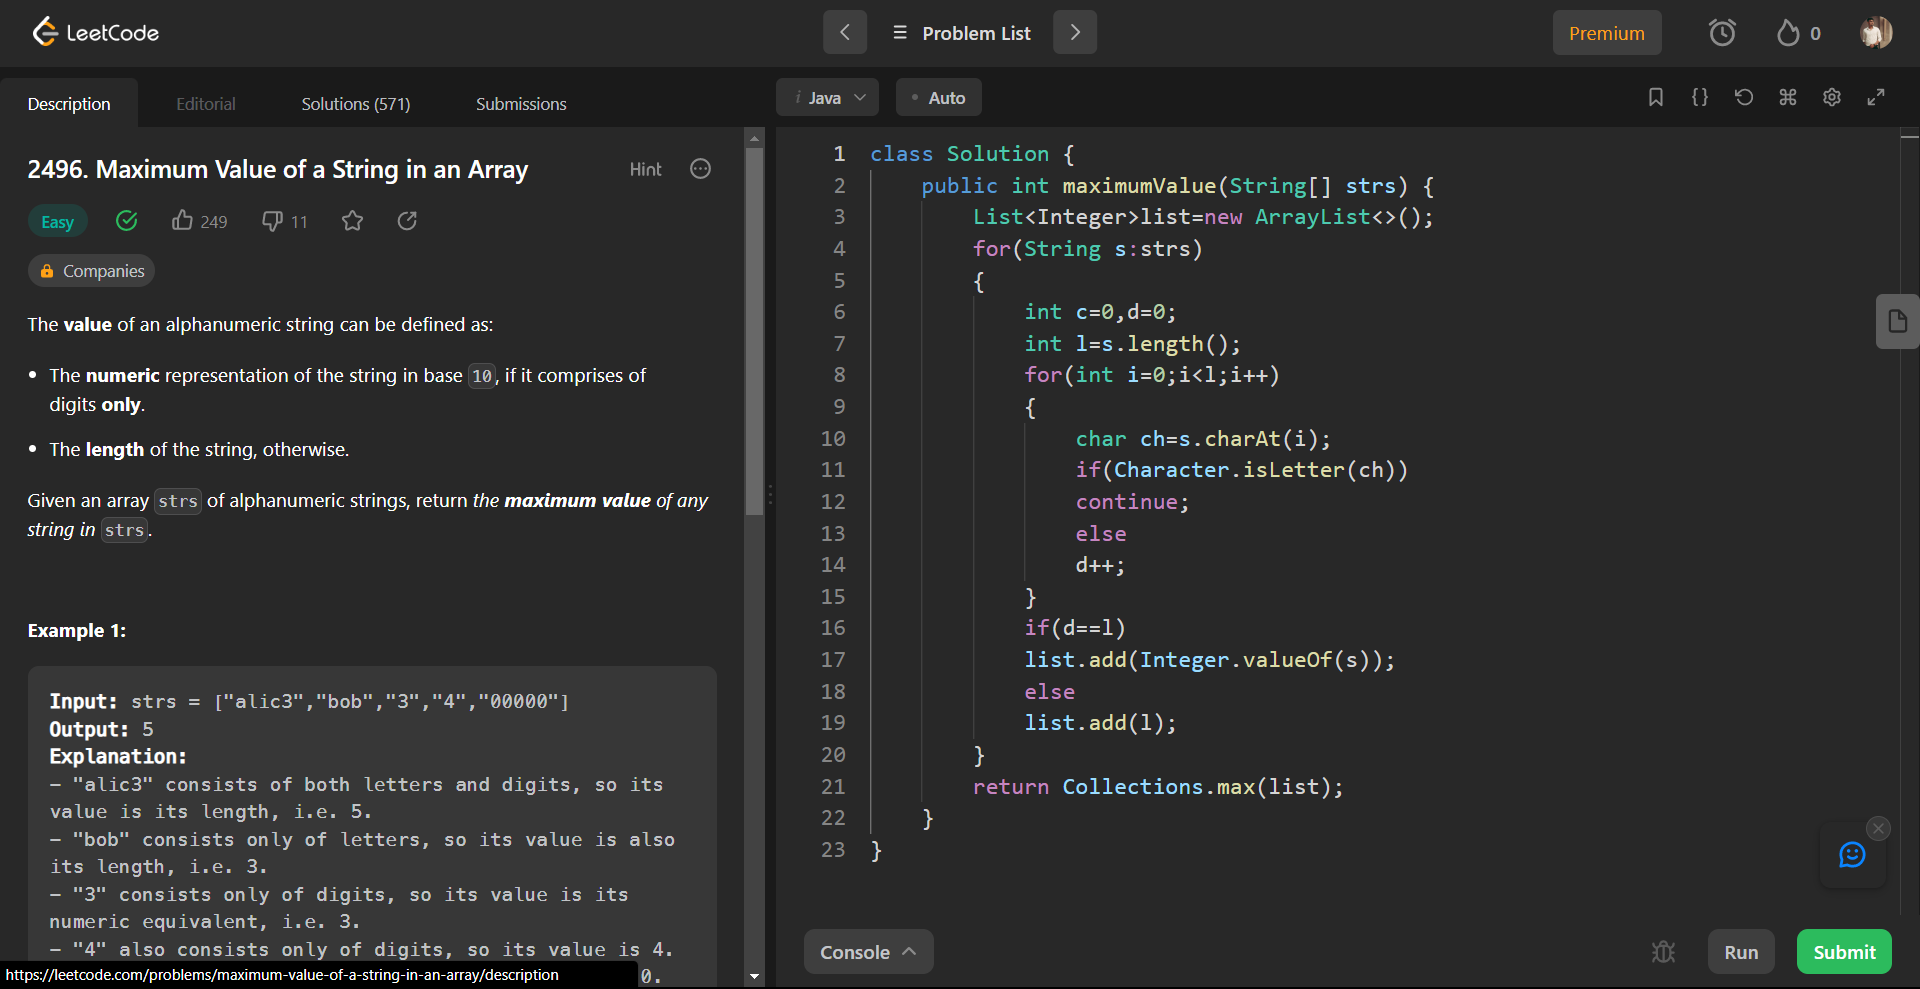 LeetCode
Problem List
Premium
0
Description Editorial Solutions (571) Submissions
2496. Maximum Value of a String in an Array
Hint
Easy 249 11
Companies
The value of an alphanumeric string can be defined as:
• The numeric representation of the string in base 10, if it comprises of
digits only.
• The length of the string, otherwise.
Given an array strs of alphanumeric strings, return the maximum value of any
string in strs.
Example 1:
Input: strs = ["alic3","bob","3","4","00000"]
Output: 5
Explanation:
- "alic3" consists of both letters and digits, so its
value is its length, i.e. 5.
- "bob" consists only of letters, so its value is also
its length, i.e. 3.
- "3" consists only of digits, so its value is its
numeric equivalent, i.e. 3.
- "4" also consists only of digits, so its value is 4.
0.
https://leetcode.com/problems/maximum-value-of-a-string-in-an-array/description
i Java
• Auto
{}
1 class Solution {
2 public int maximumValue(String[] strs) {
3 List<Integer>list=new ArrayList<>();
4 for(String s:strs)
5 {
6 int c=0,d=0;
7 int l=s.length();
8 for(int i=0;i<l;i++)
9 {
10 char ch=s.charAt(i);
11 if(Character.isLetter(ch))
12 continue;
13 else
14 d++;
15 }
16 if(d==l)
17 list.add(Integer.valueOf(s));
18 else
19 list.add(l);
20 }
21 return Collections.max(list);
22 }
23 }
Console
Run
Submit